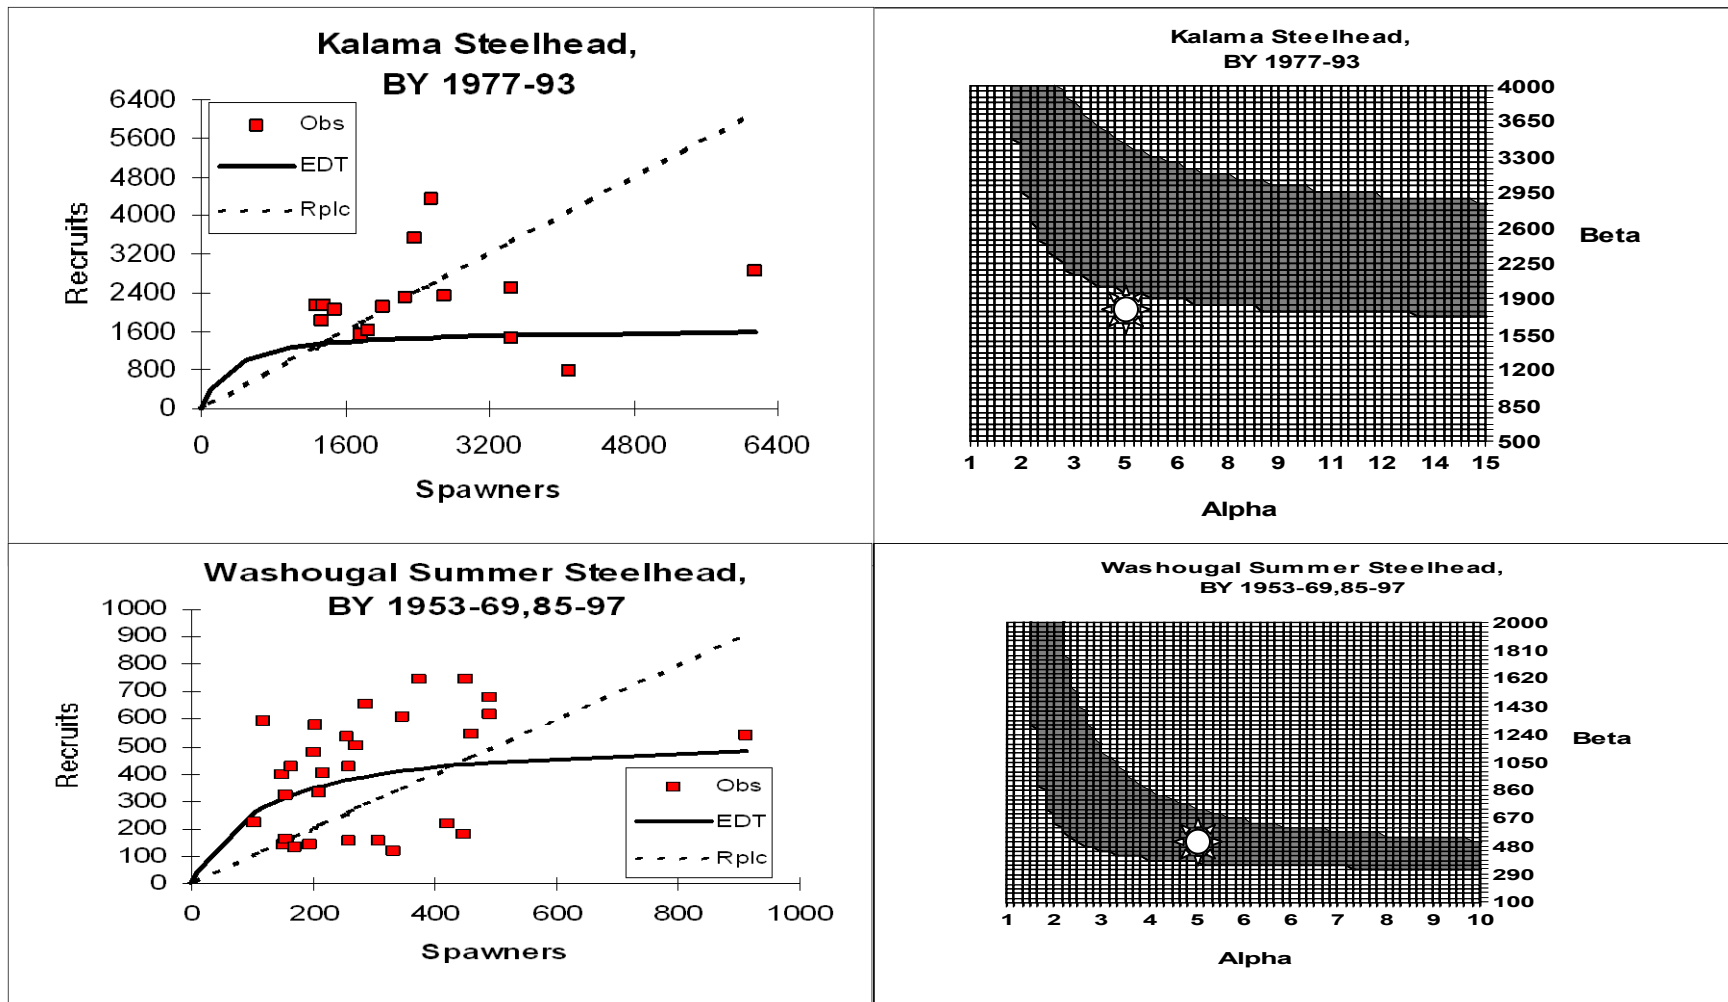 Kalama Steelhead,
BY 1977-93
6400
5600
4800
4000
3200
2400
1600
800
0
Recruits
Obs
EDT
Rplc
0 1600 3200 4800 6400
Spawners
Kalama Steelhead,
BY 1977-93
4000
3650
3300
2950
2600
2250
1900
1550
1200
850
500
Beta
1 2 3 5 6 8 9 11 12 14 15
Alpha
Washougal Summer Steelhead,
BY 1953-69,85-97
1000
900
800
700
600
500
400
300
200
100
0
Recruits
Obs
EDT
Rplc
0 200 400 600 800 1000
Spawners
Washougal Summer Steelhead,
BY 1953-69,85-97
2000
1810
1620
1430
1240
1050
860
670
480
290
100
Beta
1 2 3 4 5 6 6 7 8 9 10
Alpha